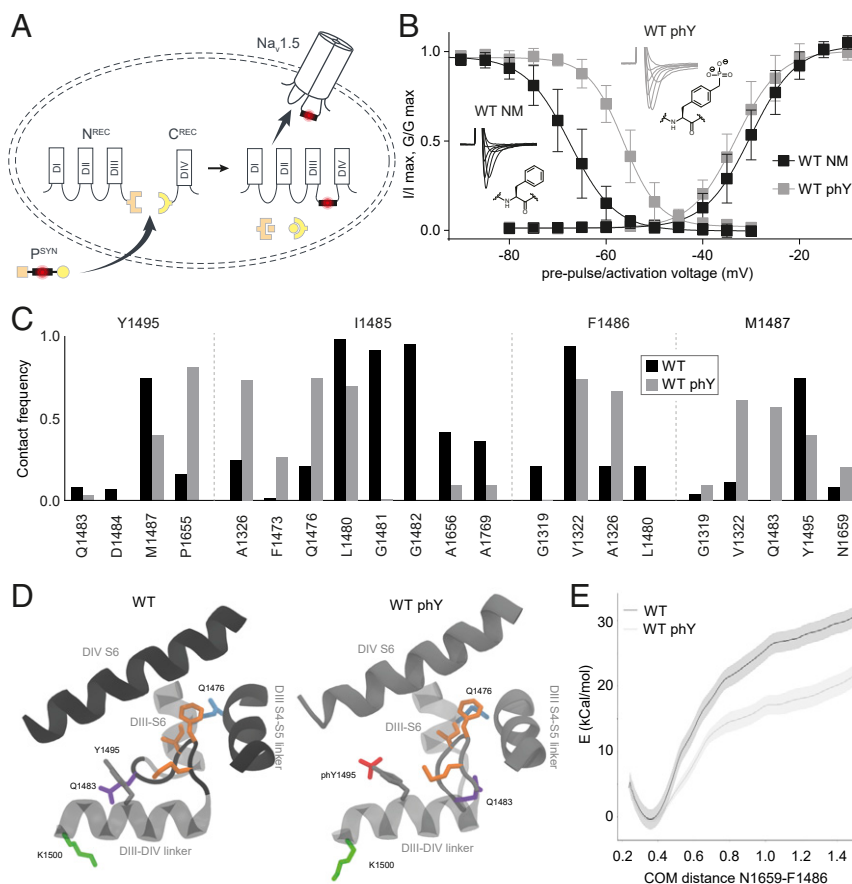 A
Nav1.5
NREC
CREC
DI
DII
DIII
DIV
DI
DII
DIII
DIV
PSYN
B
I/I max, G/G max
1.0
0.5
0.0
WT phY
WT NM
O
⊖
⊖
O
P
O
O
N
H
O
N
H
O
WT NM
WT phY
-80
-60
-40
-20
pre-pulse/activation voltage (mV)
C
Y1495
I1485
F1486
M1487
Contact frequency
1.0
0.5
0.0
WT
WT phY
Q1483
D1484
M1487
P1655
A1326
F1473
Q1476
L1480
G1481
G1482
A1656
A1769
G1319
V1322
A1326
L1480
G1319
V1322
Q1483
Y1495
N1659
D
WT
DIV S6
Q1476
DIII-S6
DIII S4-S5 linker
Y1495
Q1483
DIII-DIV linker
K1500
WT phY
DIV S6
Q1476
DIII-S6
DIII S4-S5 linker
phY1495
Q1483
DIII-DIV linker
K1500
E
WT
WT phY
E (kCal/mol)
30
20
10
0
0.2
0.6
1.0
1.4
COM distance N1659-F1486